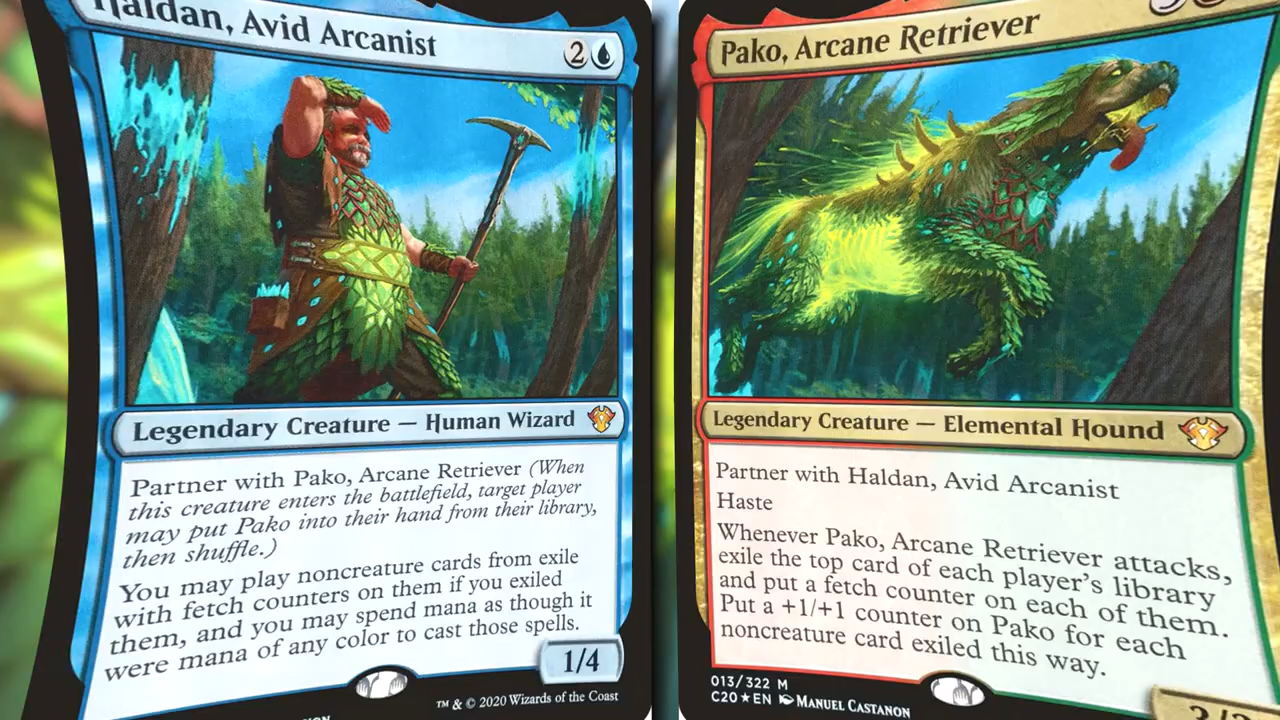 Haldan, Avid Arcanist
2
Legendary Creature — Human Wizard
Partner with Pako, Arcane Retriever (When
this creature enters the battlefield, target player
may put Pako into their hand from their library,
then shuffle.)
You may play noncreature cards from exile
with fetch counters on them if you exiled
them, and you may spend mana as though it
were mana of any color to cast those spells.
1/4
™ & © 2020 Wizards of the Coast
Pako, Arcane Retriever
Legendary Creature — Elemental Hound
Partner with Haldan, Avid Arcanist
Haste
Whenever Pako, Arcane Retriever attacks,
exile the top card of each player's library
and put a fetch counter on each of them.
Put a +1/+1 counter on Pako for each
noncreature card exiled this way.
013/322 M
C20★EN Manuel Castanon